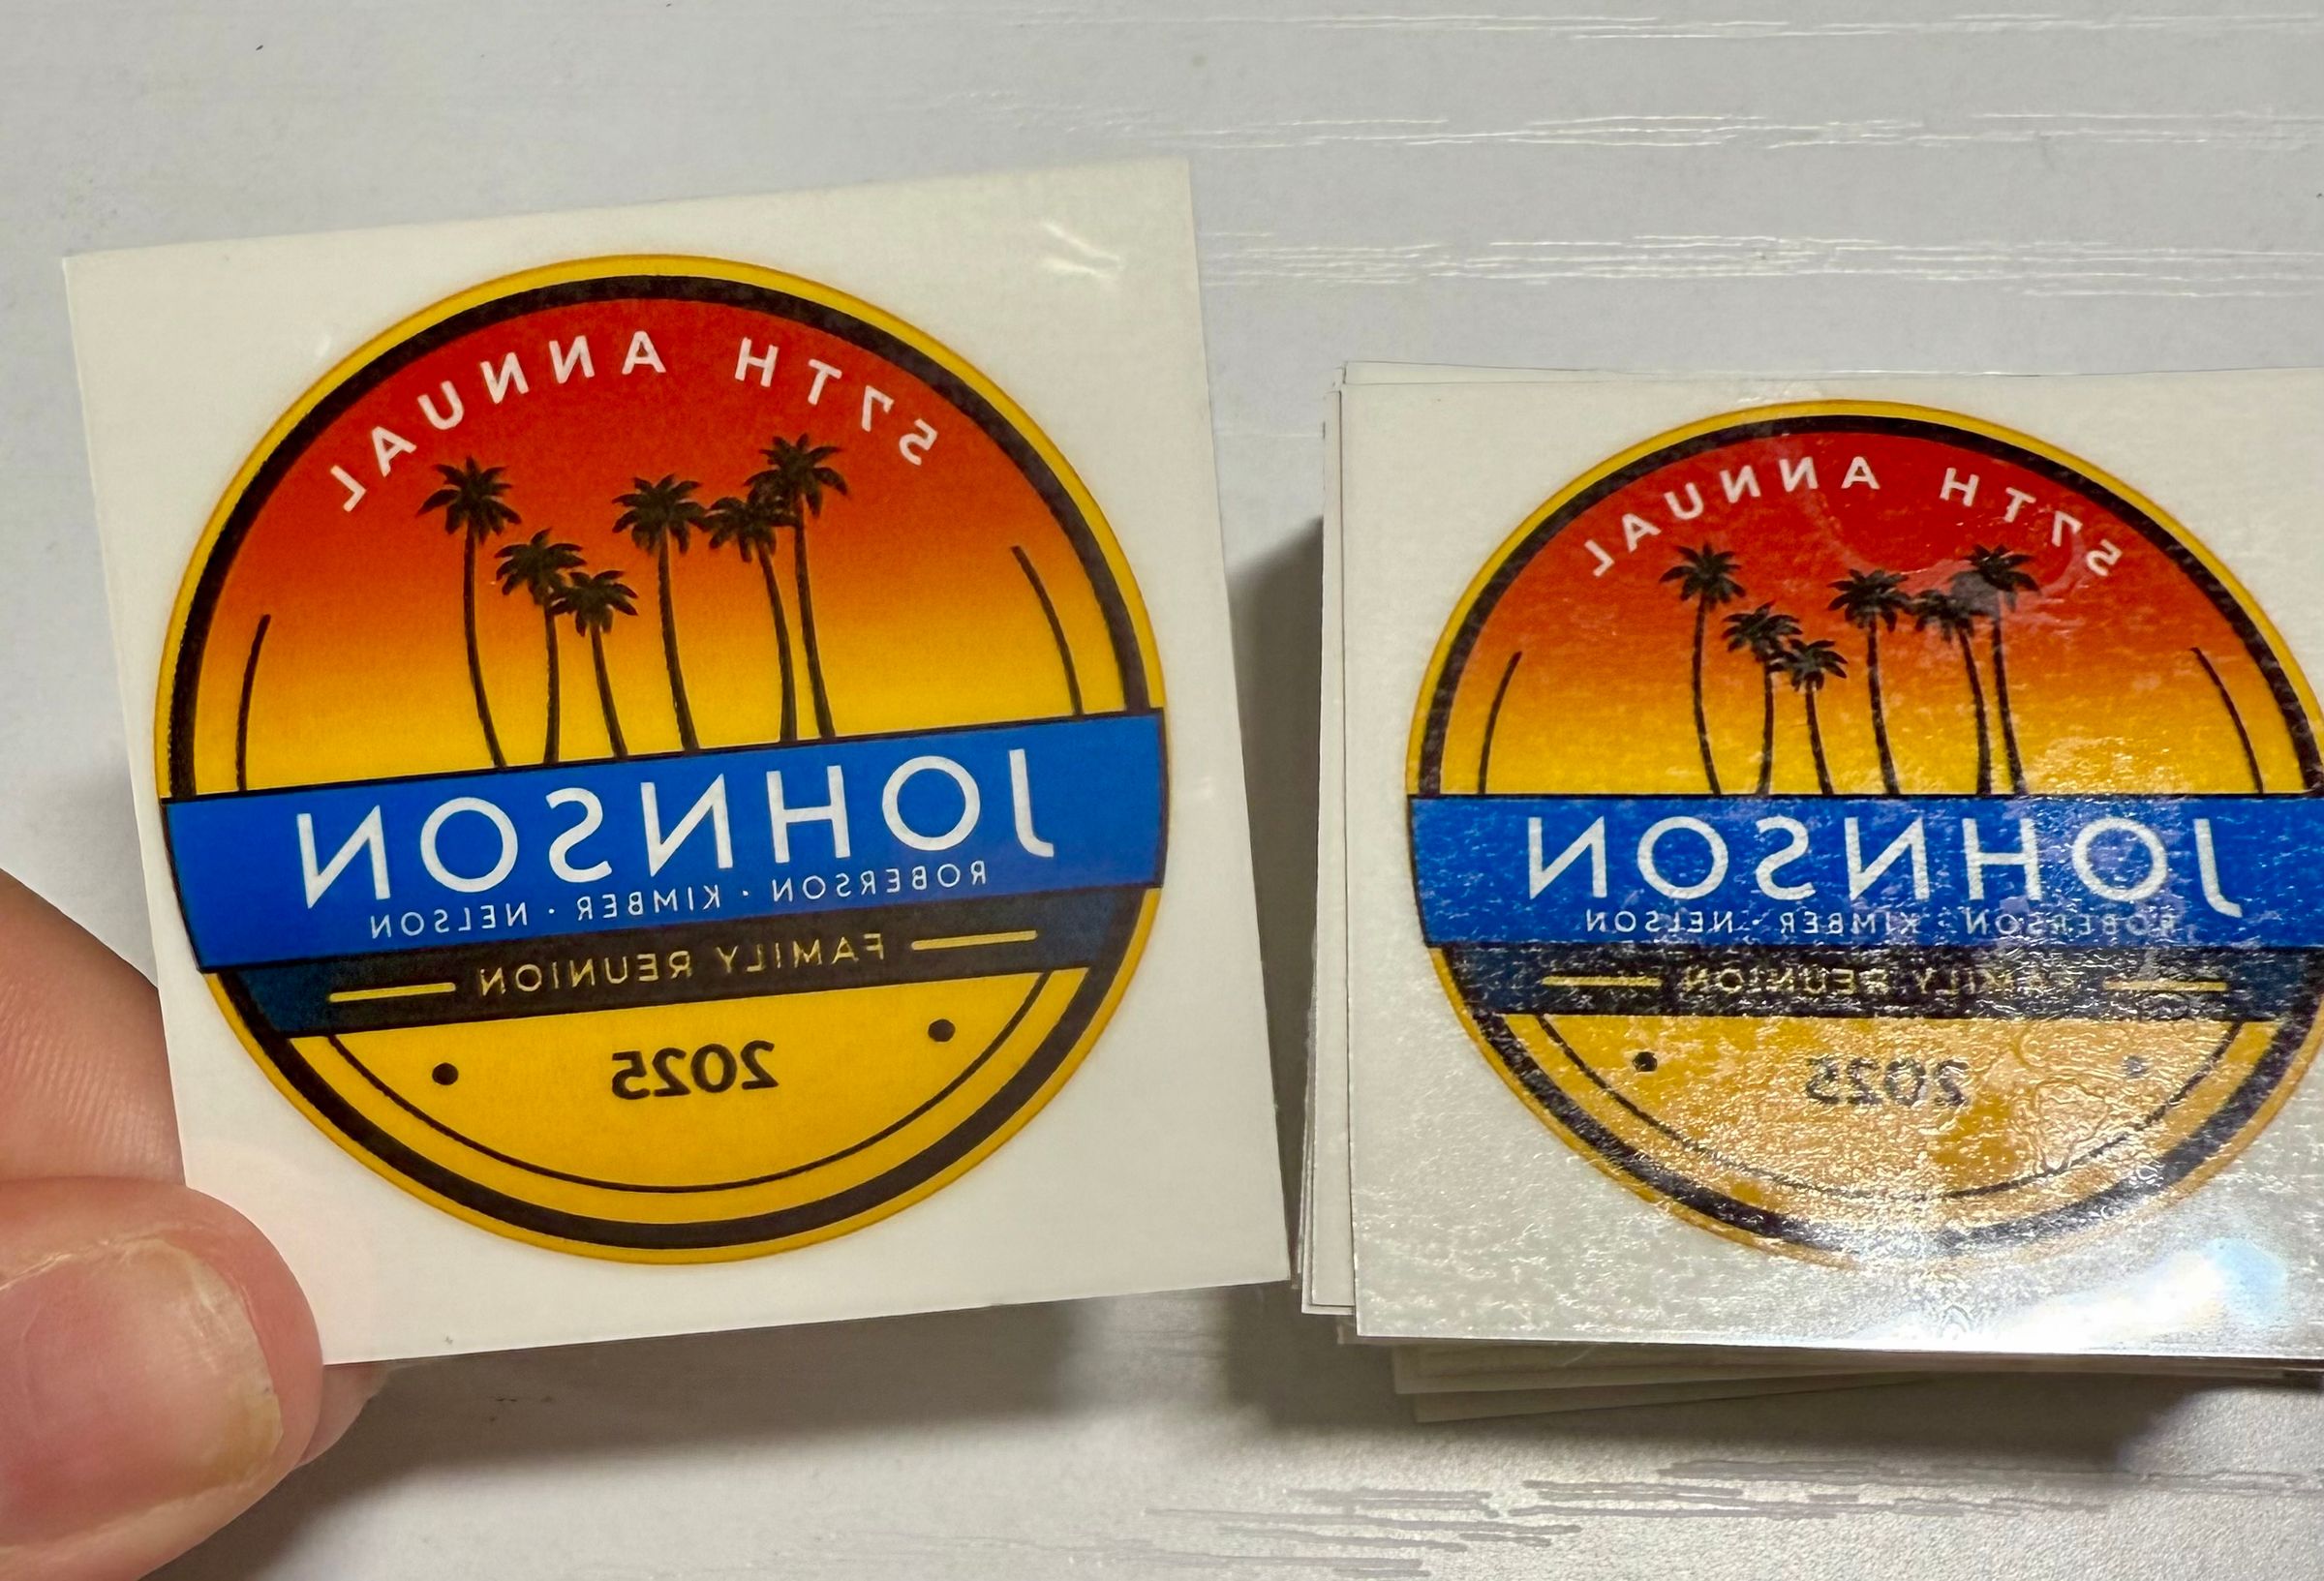 57TH ANNUAL
JOHNSON
ROBERSON · KIMBER · NELSON
FAMILY REUNION
2025
57TH ANNUAL
JOHNSON
ROBERSON · KIMBER · NELSON
FAMILY REUNION
2025